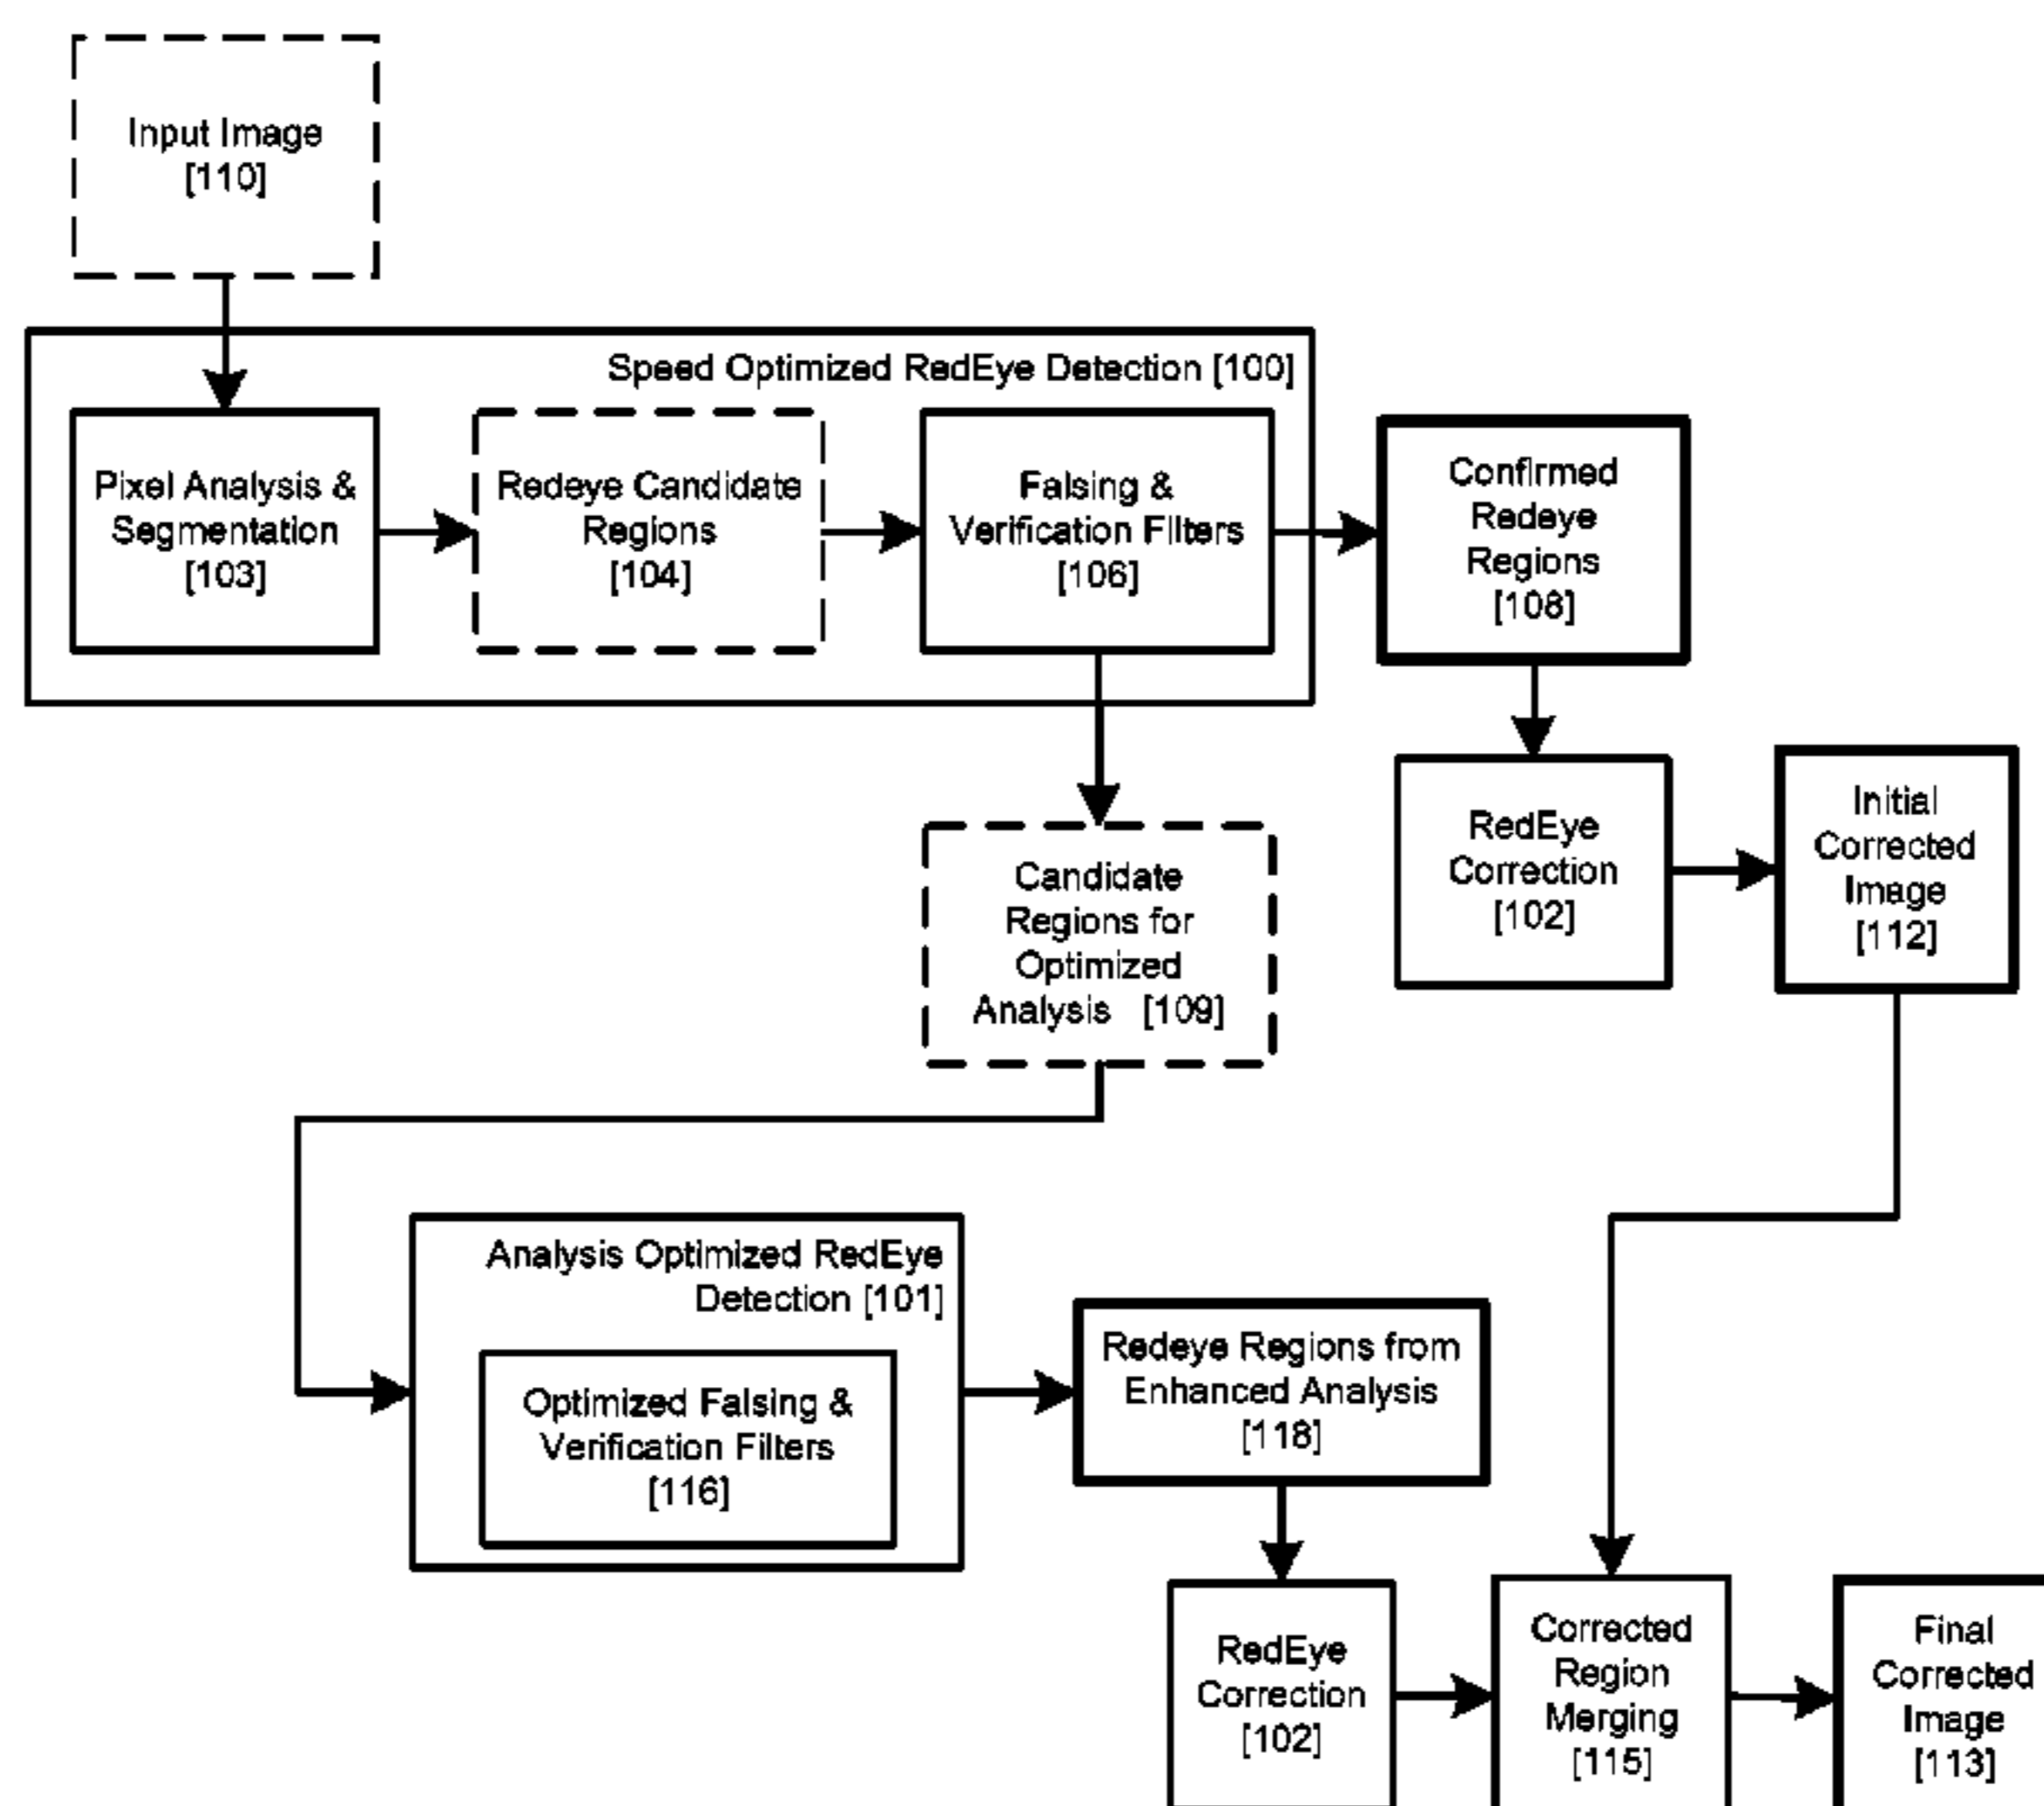 Input Image
[110]
Speed Optimized RedEye Detection [100]
Pixel Analysis &
Segmentation
[103]
Redeye Candidate
Regions
[104]
Falsing &
Verification Filters
[106]
Confirmed
Redeye
Regions
[108]
RedEye
Correction
[102]
Initial
Corrected
Image
[112]
Candidate
Regions for
Optimized
Analysis [109]
Analysis Optimized RedEye
Detection [101]
Optimized Falsing &
Verification Filters
[116]
Redeye Regions from
Enhanced Analysis
[118]
RedEye
Correction
[102]
Corrected
Region
Merging
[115]
Final
Corrected
Image
[113]